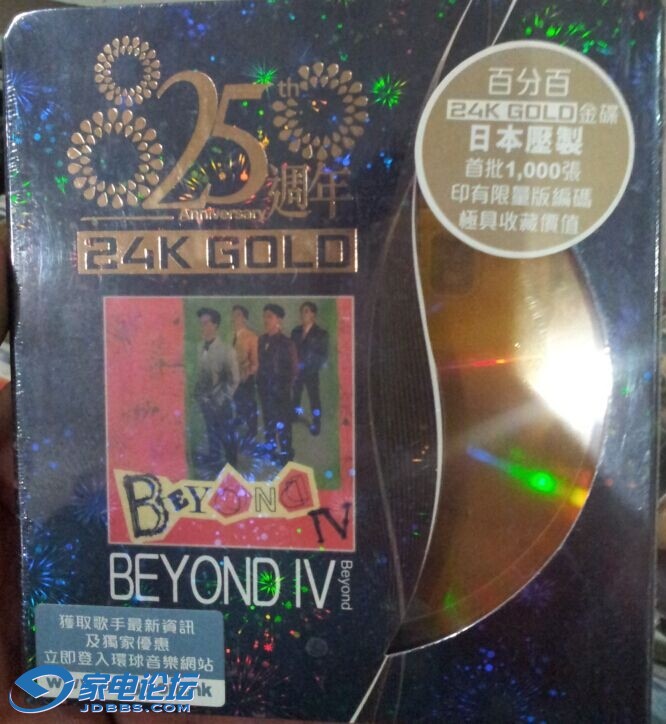 825th
Anniversary 週年
24K GOLD
百分百
24K GOLD金碟
日本壓製
首批1,000張
印有限量版編碼
極具收藏價值
BEYOND
IV
BEYOND IV
Beyond
獲取歌手最新資訊
及獨家優惠
立即登入環球音樂網站
家电论坛
JDBBS.COM